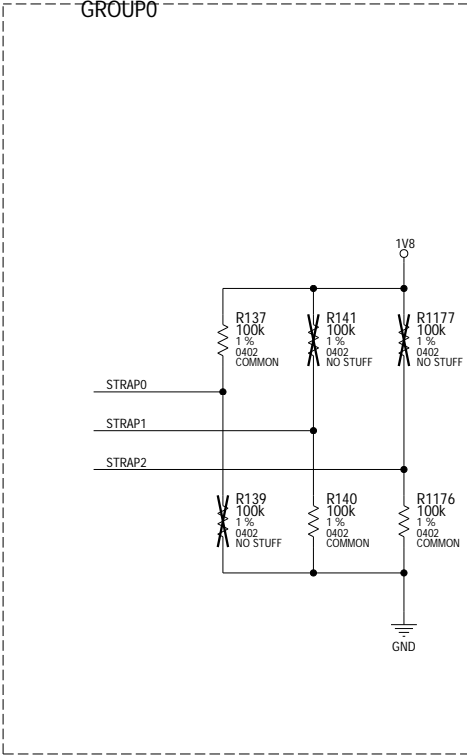 GROUP0
1V8
R137
100k
1 %
0402
COMMON
R141
100k
1 %
0402
NO STUFF
R1177
100k
1 %
0402
NO STUFF
STRAP0
STRAP1
STRAP2
R139
100k
1 %
0402
NO STUFF
R140
100k
1 %
0402
COMMON
R1176
100k
1 %
0402
COMMON
GND